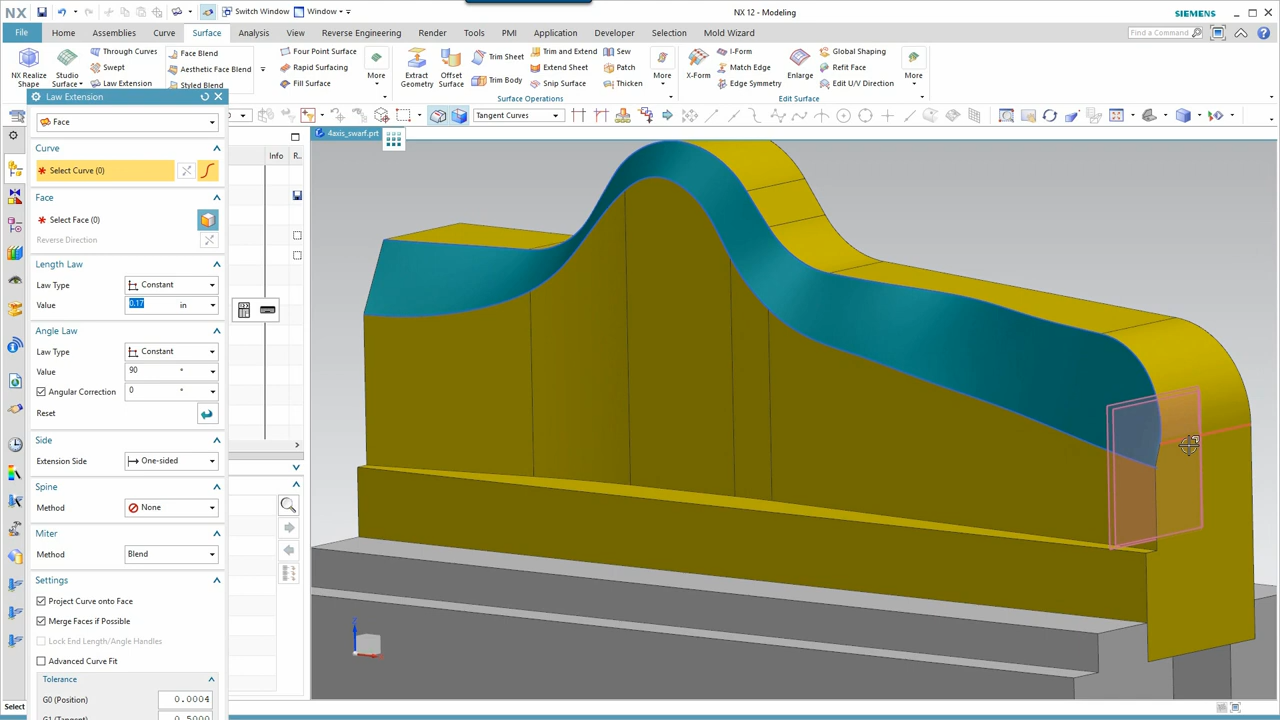 NX
Switch Window
Window
NX 12 - Modeling
SIEMENS
File
Home
Assemblies
Curve
Surface
Analysis
View
Reverse Engineering
Render
Tools
PMI
Application
Developer
Selection
Mold Wizard
Find a Command
NX Realize Shape
Studio Surface
Through Curves
Swept
Law Extension
Face Blend
Aesthetic Face Blend
Styled Blend
Four Point Surface
Rapid Surfacing
Fill Surface
More
Extract Geometry
Offset Surface
Trim Sheet
Trim Body
Trim and Extend
Extend Sheet
Snip Surface
Sew
Patch
Thicken
More
X-Form
I-Form
Match Edge
Edge Symmetry
Enlarge
Global Shaping
Refit Face
Edit U/V Direction
More
Surface Operations
Edit Surface
Law Extension
Tangent Curves
Face
4axis_swarf.prt
Curve
Info
R..
Select Curve (0)
Face
Select Face (0)
Reverse Direction
Length Law
Law Type
Constant
Value
0.17
in
Angle Law
Law Type
Constant
Value
90
°
Angular Correction
0
°
Reset
Side
Extension Side
One-sided
Spine
Method
None
Miter
Method
Blend
Settings
Project Curve onto Face
Merge Faces if Possible
Lock End Length/Angle Handles
Advanced Curve Fit
Tolerance
G0 (Position)
0.0004
G1 (Tangent)
0.5000
Select
Z